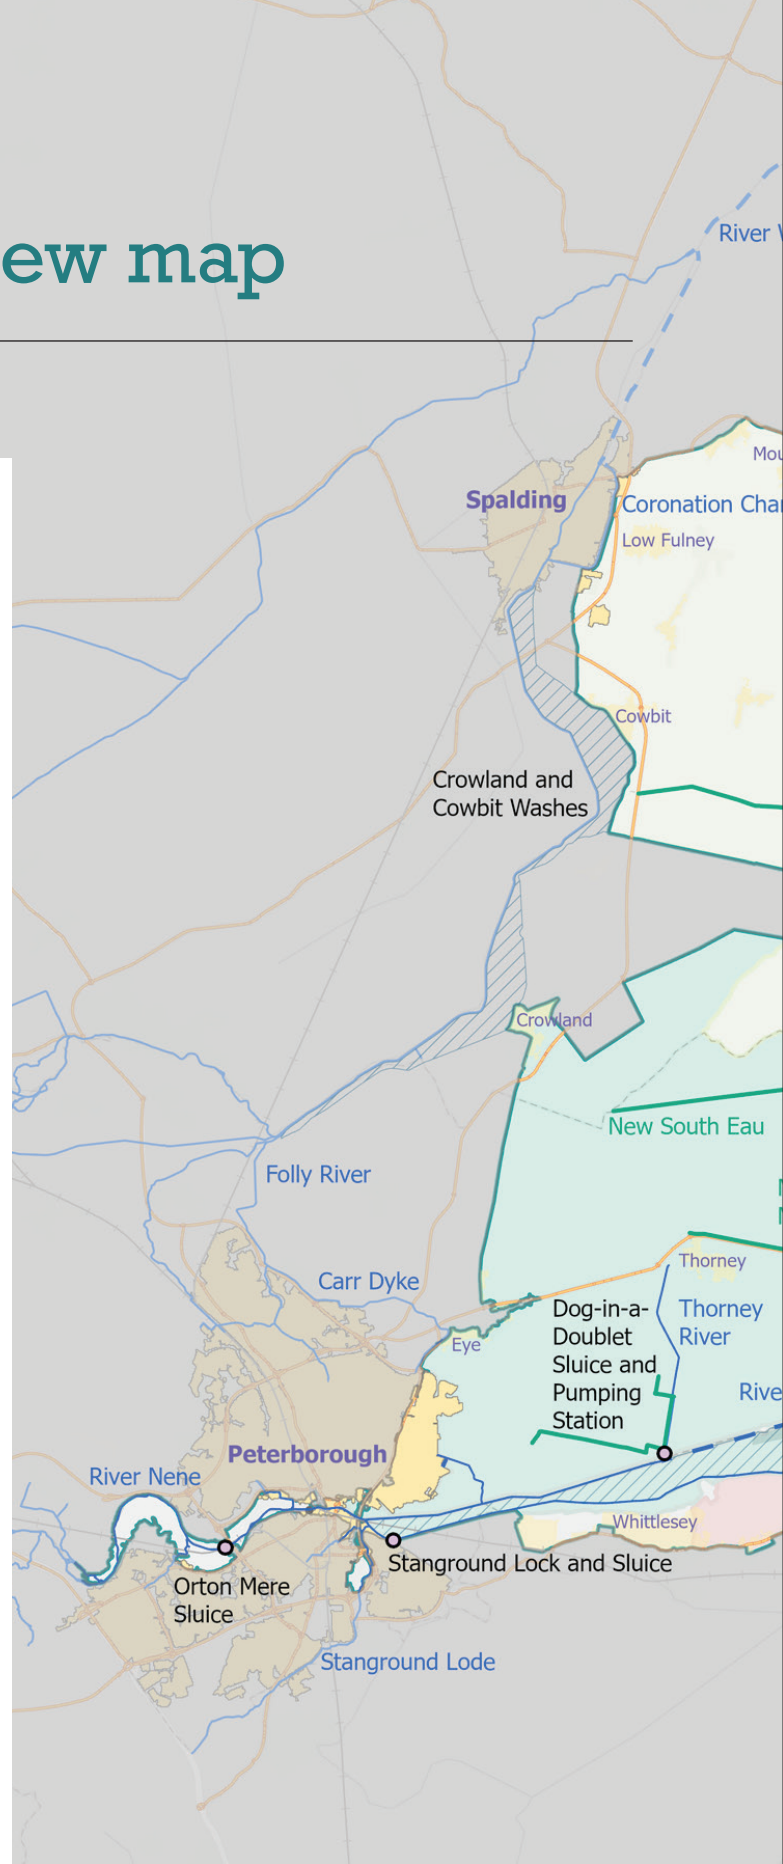 ew map
River
Mou
Spalding
Coronation Cha
Low Fulney
Cowbit
Crowland and
Cowbit Washes
Crowland
New South Eau
Folly River
Thorney
Carr Dyke
Dog-in-a-
Doublet
Sluice and
Pumping
Station
Thorney
River
Eye
Rive
Peterborough
River Nene
Whittlesey
Stanground Lock and Sluice
Orton Mere
Sluice
Stanground Lode